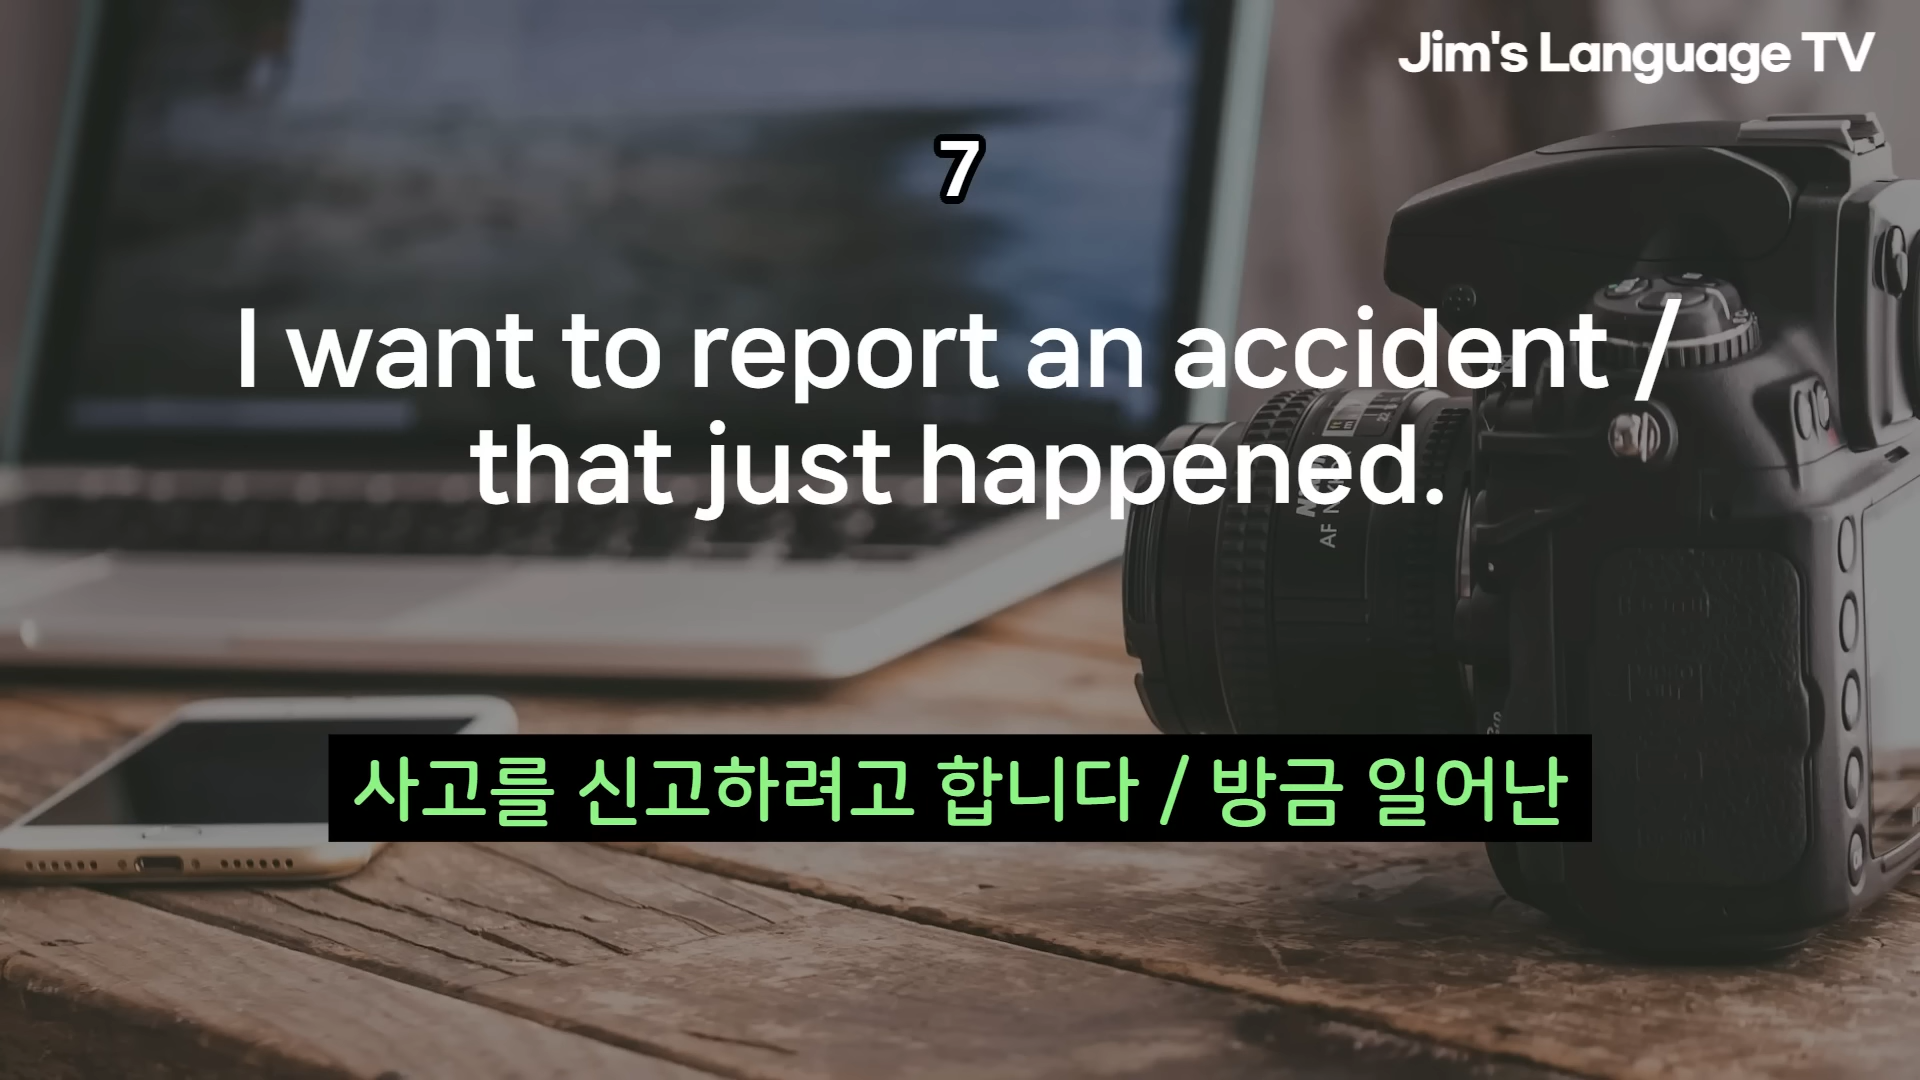 Jim's Language TV
7
I want to report an accident /
that just happened.
사고를 신고하려고 합니다 / 방금 일어난